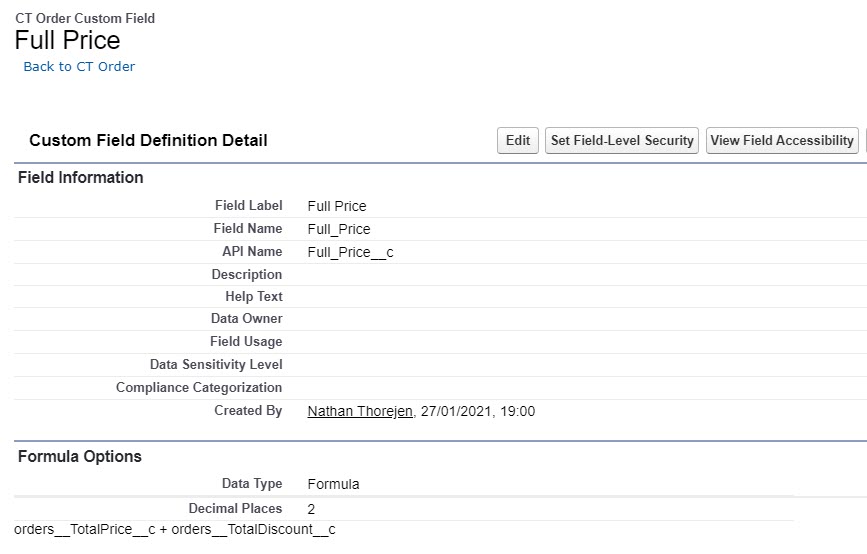 CT Order Custom Field
Full Price
Back to CT Order
Custom Field Definition Detail
Edit
Set Field-Level Security
View Field Accessibility
Field Information
Field Label Full Price
Field Name Full_Price
API Name Full_Price__c
Description
Help Text
Data Owner
Field Usage
Data Sensitivity Level
Compliance Categorization
Created By Nathan Thorejen, 27/01/2021, 19:00
Formula Options
Data Type Formula
Decimal Places 2
orders__TotalPrice__c + orders__TotalDiscount__c